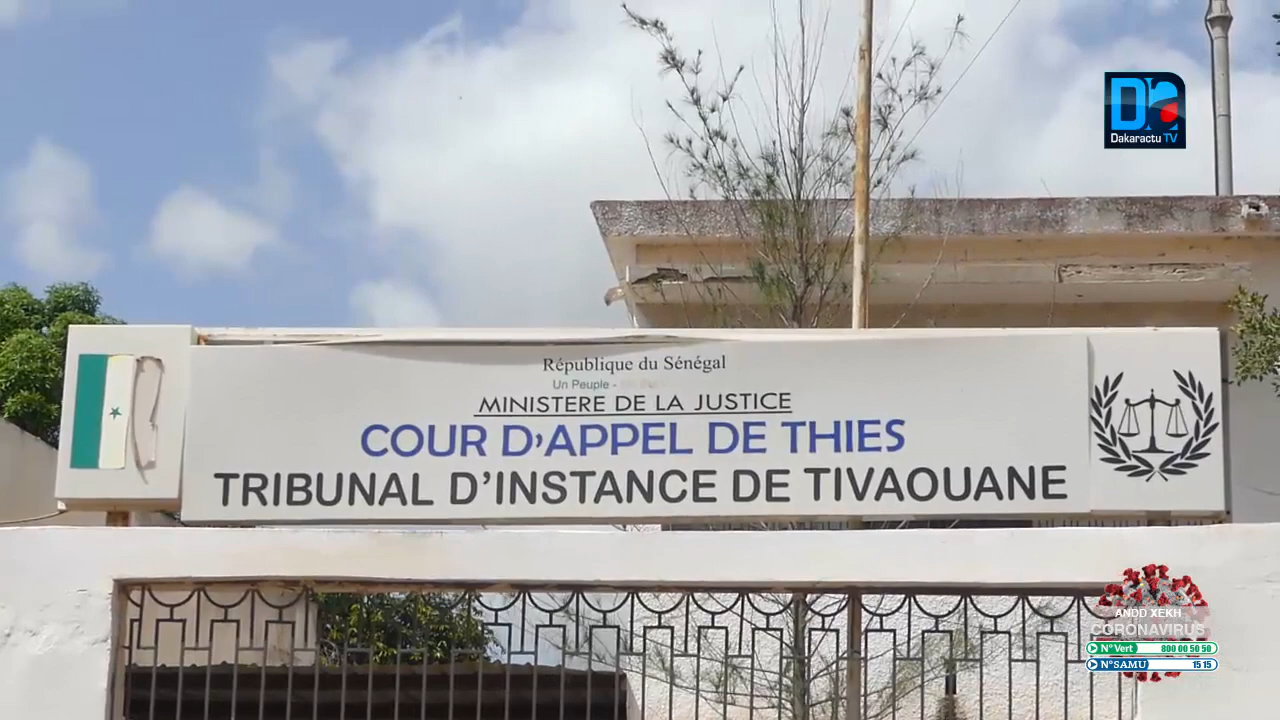 Dakaractu TV
République du Sénégal
Un Peuple -
MINISTERE DE LA JUSTICE
COUR D'APPEL DE THIES
TRIBUNAL D'INSTANCE DE TIVAOUANE
ANDD XEKH
CORONAVIRUS
N° Vert 800 00 50 50
N° SAMU 15 15